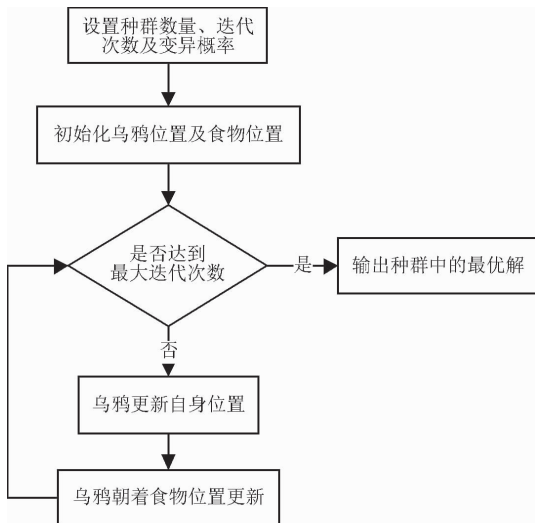 设置种群数量、迭代
次数及变异概率
初始化乌鸦位置及食物位置
是否达到
最大迭代次数
是
输出种群中的最优解
否
乌鸦更新自身位置
乌鸦朝着食物位置更新